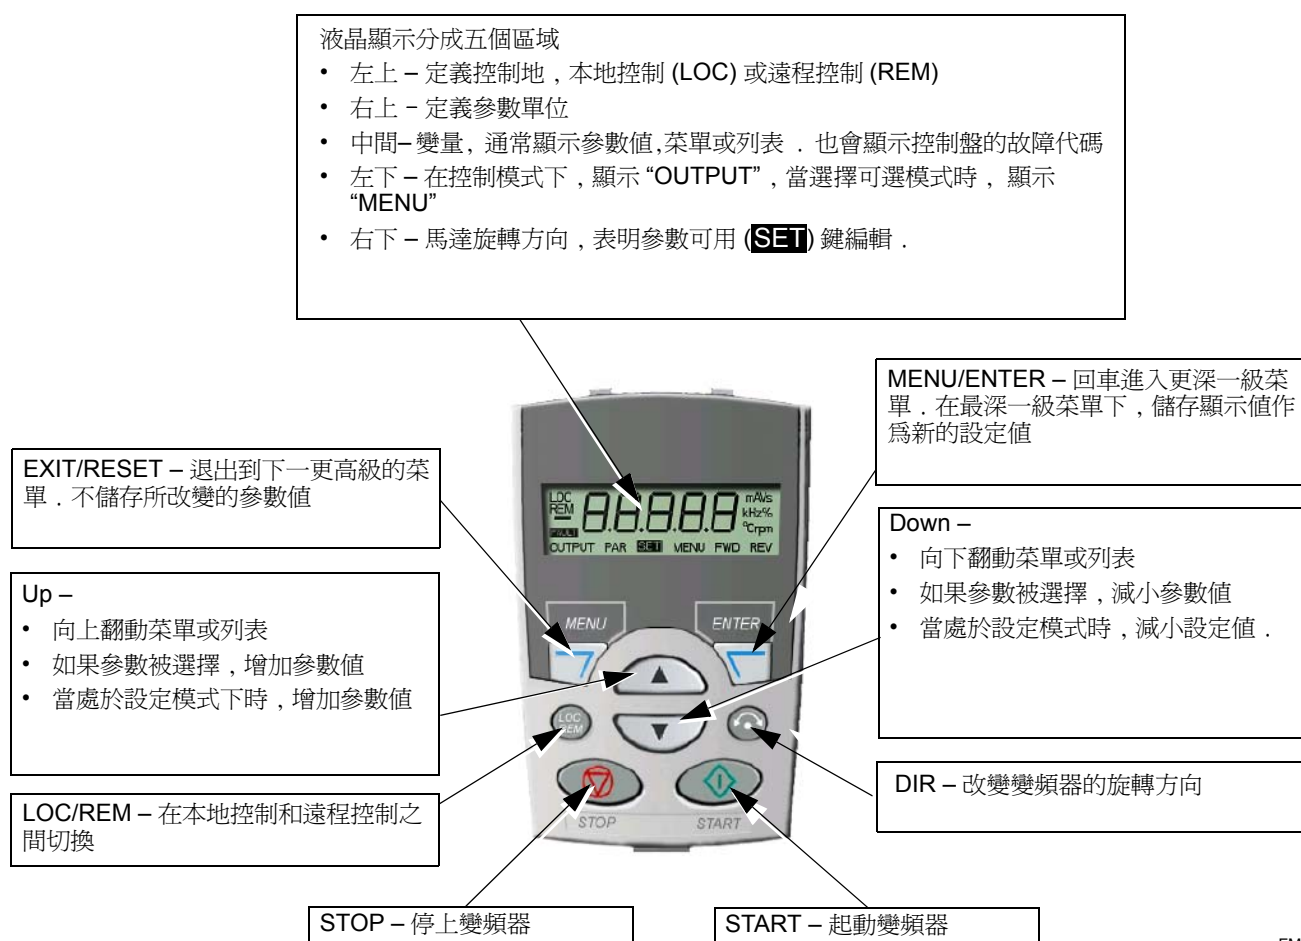 液晶顯示分成五個區域
• 左上 – 定義控制地 , 本地控制 (LOC) 或遠程控制 (REM)
• 右上 - 定義參數單位
• 中間– 變量, 通常顯示參數值,菜單或列表 . 也會顯示控制盤的故障代碼
• 左下 – 在控制模式下 , 顯示 “OUTPUT” , 當選擇可選模式時 , 顯示
“MENU”
• 右下 – 馬達旋轉方向 , 表明參數可用 (SET) 鍵編輯 .
MENU/ENTER – 回車進入更深一級菜
單 . 在最深一級菜單下 , 儲存顯示値作
爲新的設定値
EXIT/RESET – 退出到下一更高級的菜
單 . 不儲存所改變的參數値
LOC
REM
8.8.8.8.8
mAVs
kHz%
°Crpm
FAULT
OUTPUT PAR SET MENU FWD REV
Down –
• 向下翻動菜單或列表
• 如果參數被選擇 , 減小參數値
• 當處於設定模式時 , 減小設定値 .
Up –
• 向上翻動菜單或列表
• 如果參數被選擇 , 增加參數値
• 當處於設定模式下時 , 增加參數値
MENU
ENTER
LOC
REM
DIR – 改變變頻器的旋轉方向
LOC/REM – 在本地控制和遠程控制之
間切換
STOP
START
STOP – 停上變頻器
START – 起動變頻器